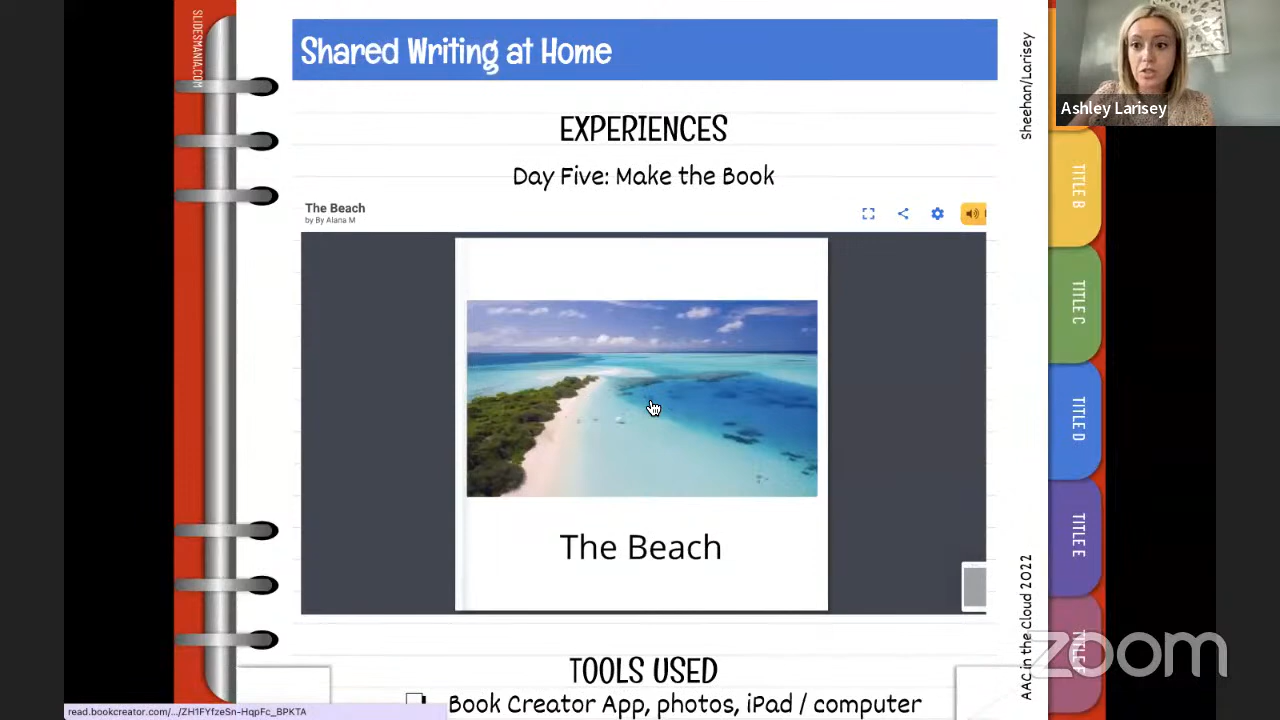 SLIDESMANIA.COM
Shared Writing at Home
Sheehan/Larisey
Ashley Larisey
EXPERIENCES
Day Five: Make the Book
The Beach
by By Alana M
The Beach
TOOLS USED
Book Creator App, photos, iPad / computer
AAC in the Cloud 2022
TITLE B
TITLE C
TITLE D
TITLE E
zoom
read.bookcreator.com/.../ZH1FYfzeSn-HqpFc_BPKTA